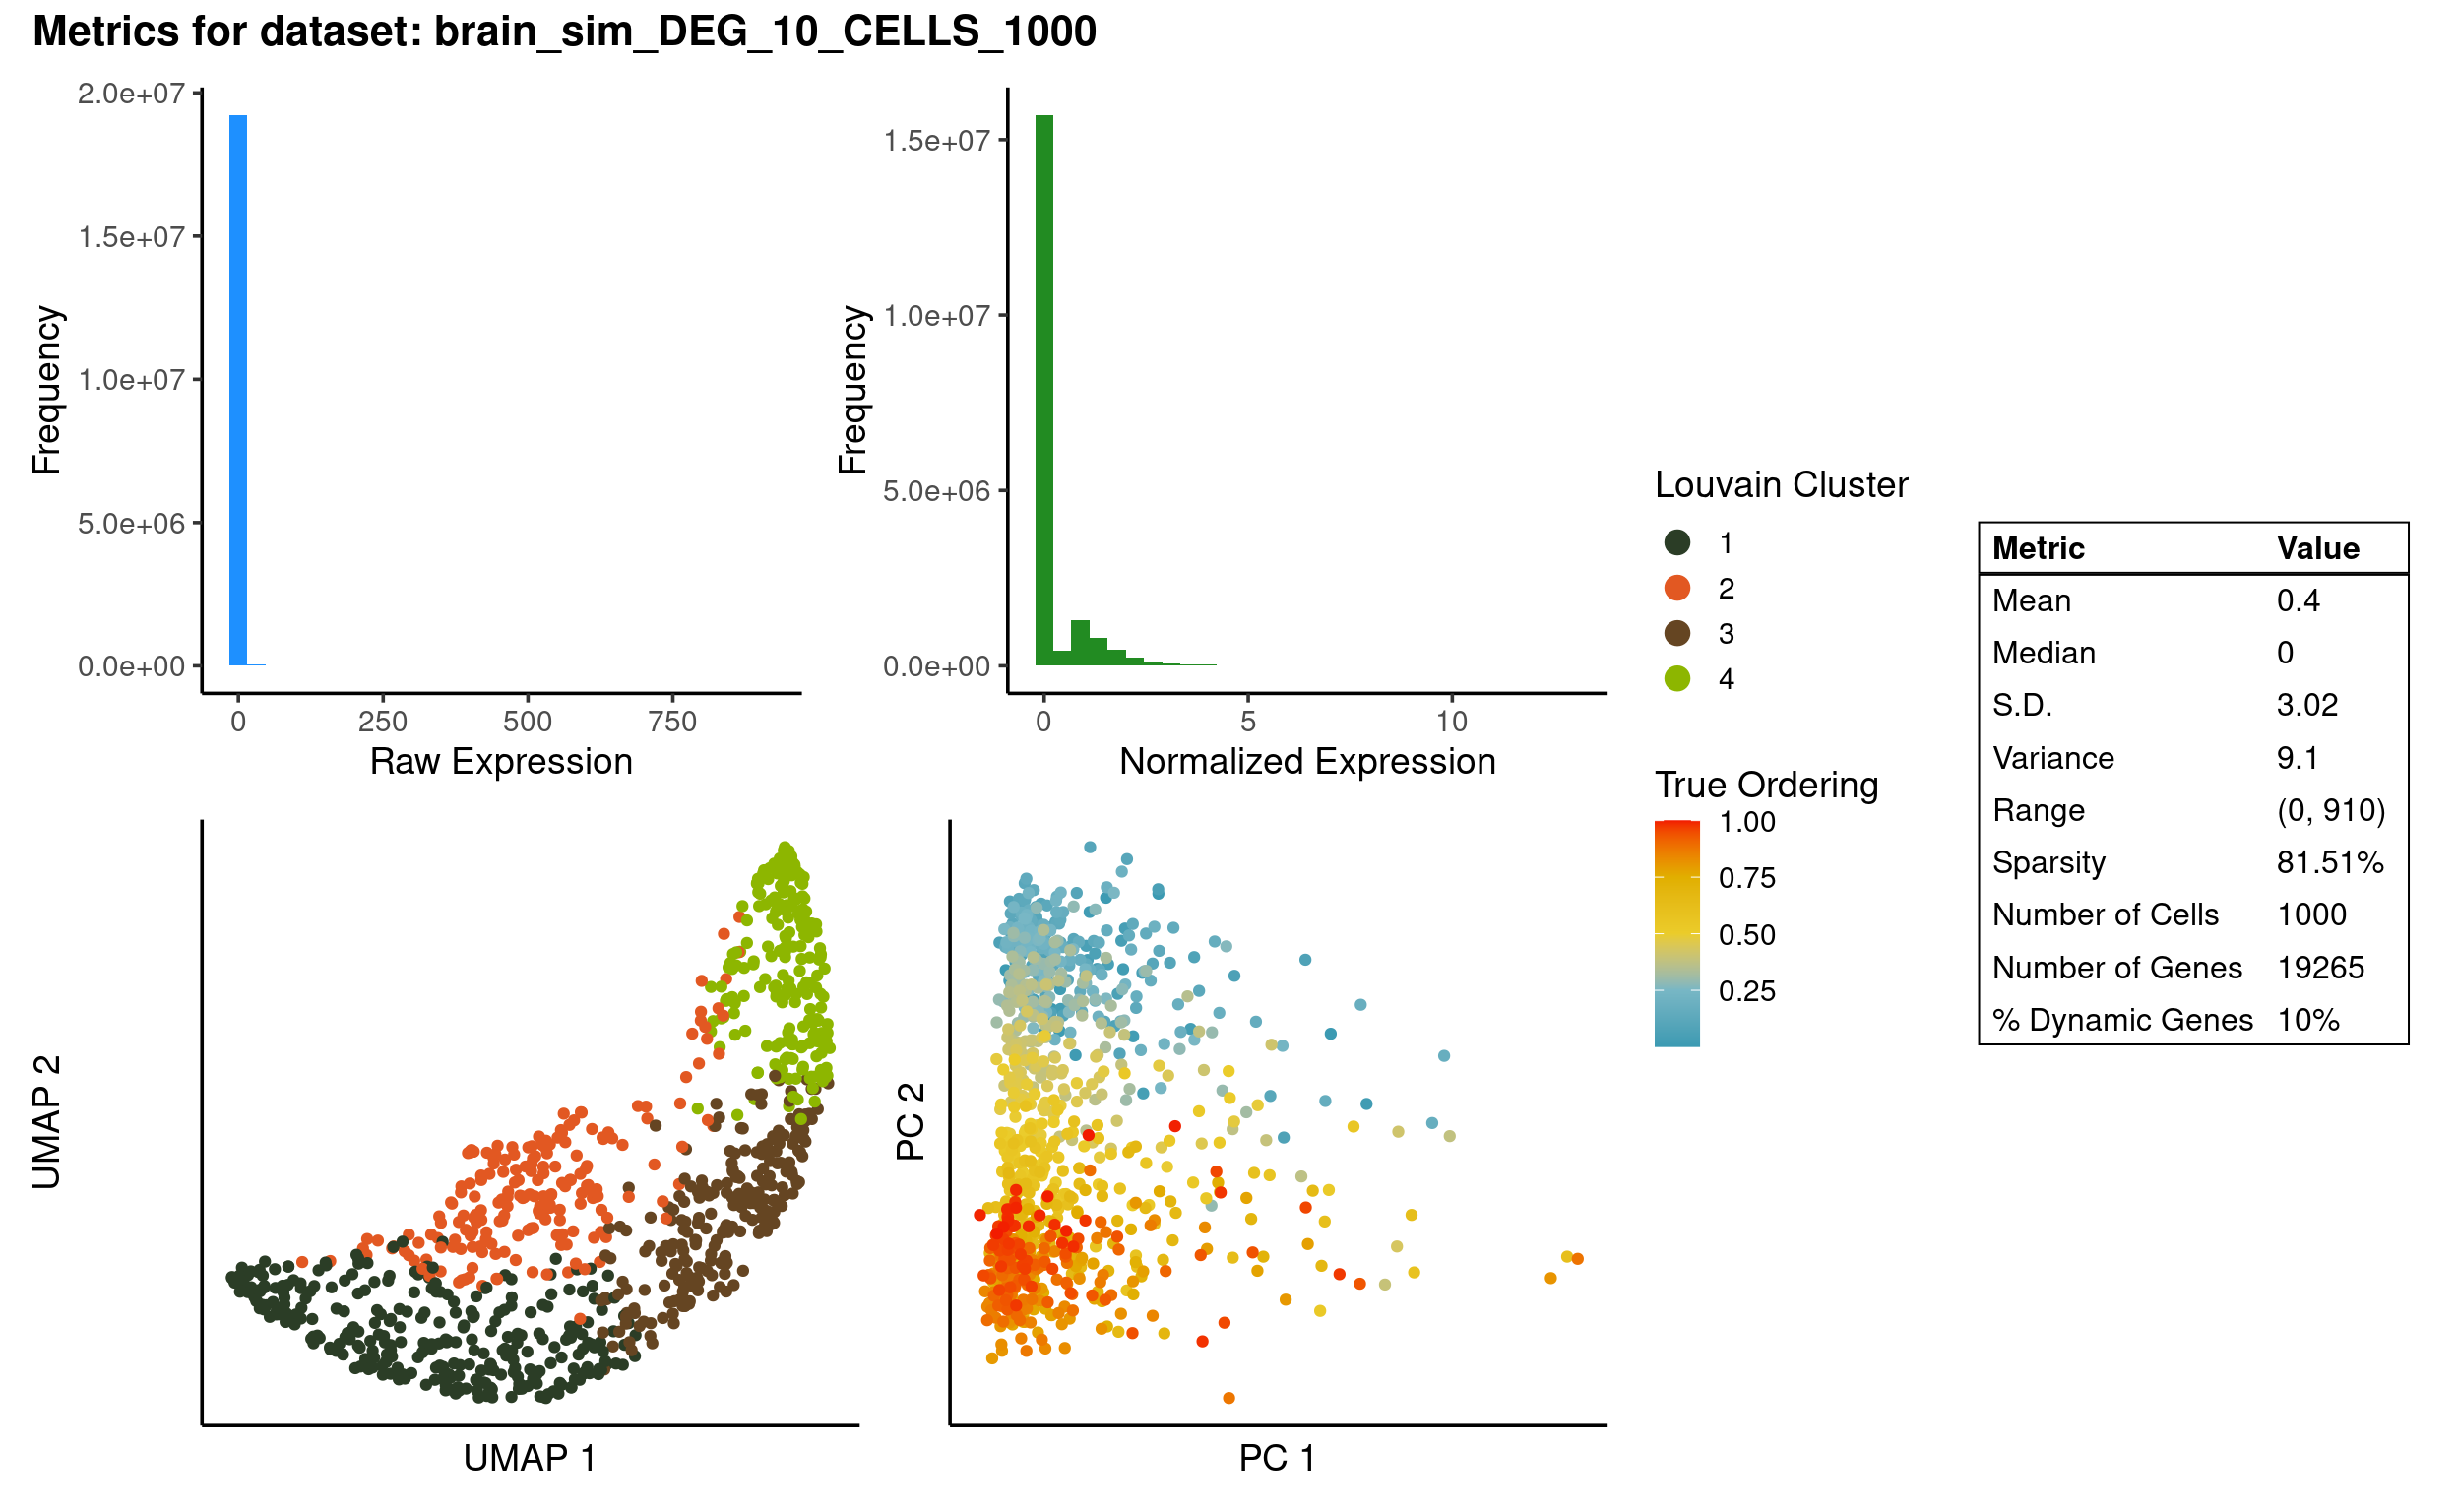 Metrics for dataset: brain_sim_DEG_10_CELLS_1000
2.0e+07
1.5e+07
1.0e+07
5.0e+06
0.0e+00
Frequency
0 250 500 750
Raw Expression
1.5e+07
1.0e+07
5.0e+06
0.0e+00
Frequency
0 5 10
Normalized Expression
UMAP 2
UMAP 1
PC 2
PC 1
Louvain Cluster
1
2
3
4
True Ordering
1.00
0.75
0.50
0.25
Metric Value
Mean 0.4
Median 0
S.D. 3.02
Variance 9.1
Range (0, 910)
Sparsity 81.51%
Number of Cells 1000
Number of Genes 19265
% Dynamic Genes 10%